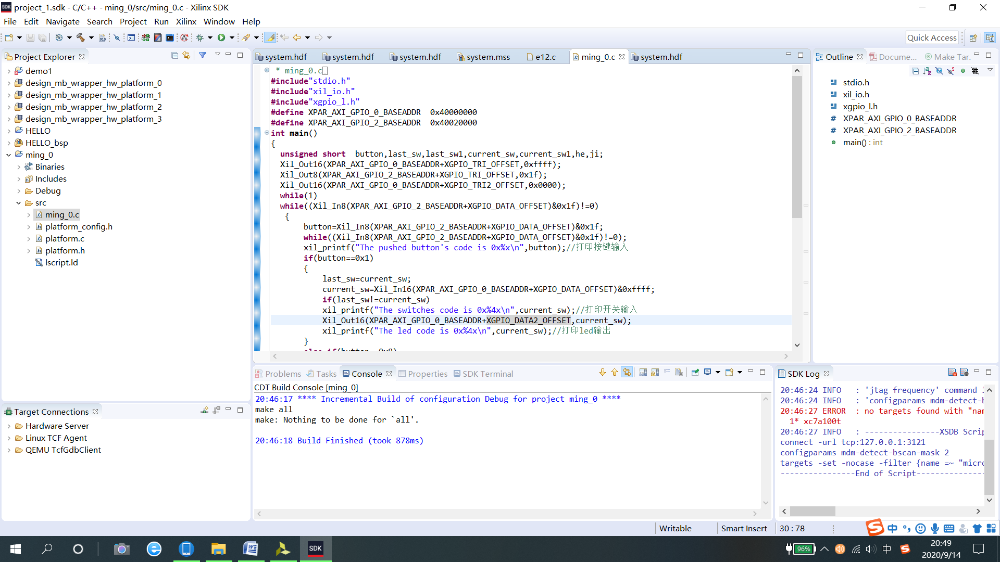 project_1.sdk - C/C++ - ming_0/src/ming_0.c - Xilinx SDK
File Edit Navigate Search Project Run Xilinx Window Help
Quick Access
Project Explorer
demo1
design_mb_wrapper_hw_platform_0
design_mb_wrapper_hw_platform_1
design_mb_wrapper_hw_platform_2
design_mb_wrapper_hw_platform_3
HELLO
HELLO_bsp
ming_0
Binaries
Includes
Debug
src
ming_0.c
platform_config.h
platform.c
platform.h
lscript.ld
Target Connections
Hardware Server
Linux TCF Agent
QEMU TcfGdbClient
system.hdf system.hdf system.hdf system.mss e12.c ming_0.c system.hdf
* ming_0.c
#include"stdio.h"
#include"xil_io.h"
#include"xgpio_l.h"
#define XPAR_AXI_GPIO_0_BASEADDR  0x40000000
#define XPAR_AXI_GPIO_2_BASEADDR  0x40020000
int main()
{
unsigned short  button,last_sw,last_sw1,current_sw,current_sw1,he,ji;
Xil_Out16(XPAR_AXI_GPIO_0_BASEADDR+XGPIO_TRI_OFFSET,0xffff);
Xil_Out8(XPAR_AXI_GPIO_2_BASEADDR+XGPIO_TRI_OFFSET,0x1f);
Xil_Out16(XPAR_AXI_GPIO_0_BASEADDR+XGPIO_TRI2_OFFSET,0x0000);
while(1)
while((Xil_In8(XPAR_AXI_GPIO_2_BASEADDR+XGPIO_DATA_OFFSET)&0x1f)!=0)
{
button=Xil_In8(XPAR_AXI_GPIO_2_BASEADDR+XGPIO_DATA_OFFSET)&0x1f;
while((Xil_In8(XPAR_AXI_GPIO_2_BASEADDR+XGPIO_DATA_OFFSET)&0x1f)!=0);
xil_printf("The pushed button's code is 0x%x\n",button);//打印按键输入
if(button==0x1)
{
last_sw=current_sw;
current_sw=Xil_In16(XPAR_AXI_GPIO_0_BASEADDR+XGPIO_DATA_OFFSET)&0xffff;
if(last_sw!=current_sw)
xil_printf("The switches code is 0x%4x\n",current_sw);//打印开关输入
Xil_Out16(XPAR_AXI_GPIO_0_BASEADDR+XGPIO_DATA2_OFFSET,current_sw);
xil_printf("The led code is 0x%4x\n",current_sw);//打印led输出
}
Outline Docume... Make Tar.
stdio.h
xil_io.h
xgpio_l.h
# XPAR_AXI_GPIO_0_BASEADDR
# XPAR_AXI_GPIO_2_BASEADDR
main() : int
Problems Tasks Console Properties SDK Terminal
CDT Build Console [ming_0]
20:46:17 **** Incremental Build of configuration Debug for project ming_0 ****
make all
make: Nothing to be done for `all'.
20:46:18 Build Finished (took 878ms)
SDK Log
20:46:24 INFO   : 'jtag frequency' command i
20:46:24 INFO   : 'configparams mdm-detect-b
20:46:27 ERROR  : no targets found with "nam
1* xc7a100t
20:46:27 INFO   : ----------------XSDB Scrip
connect -url tcp:127.0.0.1:3121
configparams mdm-detect-bscan-mask 2
targets -set -nocase -filter {name =~ "micro
----------------End of Script----------------
Writable Smart Insert 30 : 78
中
SDK
96%
中
20:49
2020/9/14